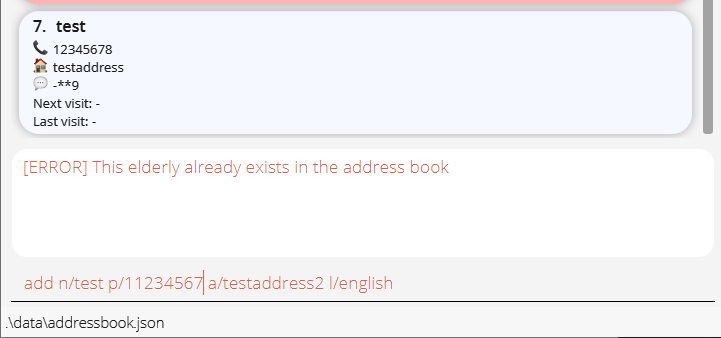 7. test
12345678
testaddress
-**9
Next visit: -
Last visit: -
[ERROR] This elderly already exists in the address book
add n/test p/11234567 a/testaddress2 l/english
.\data\addressbook.json